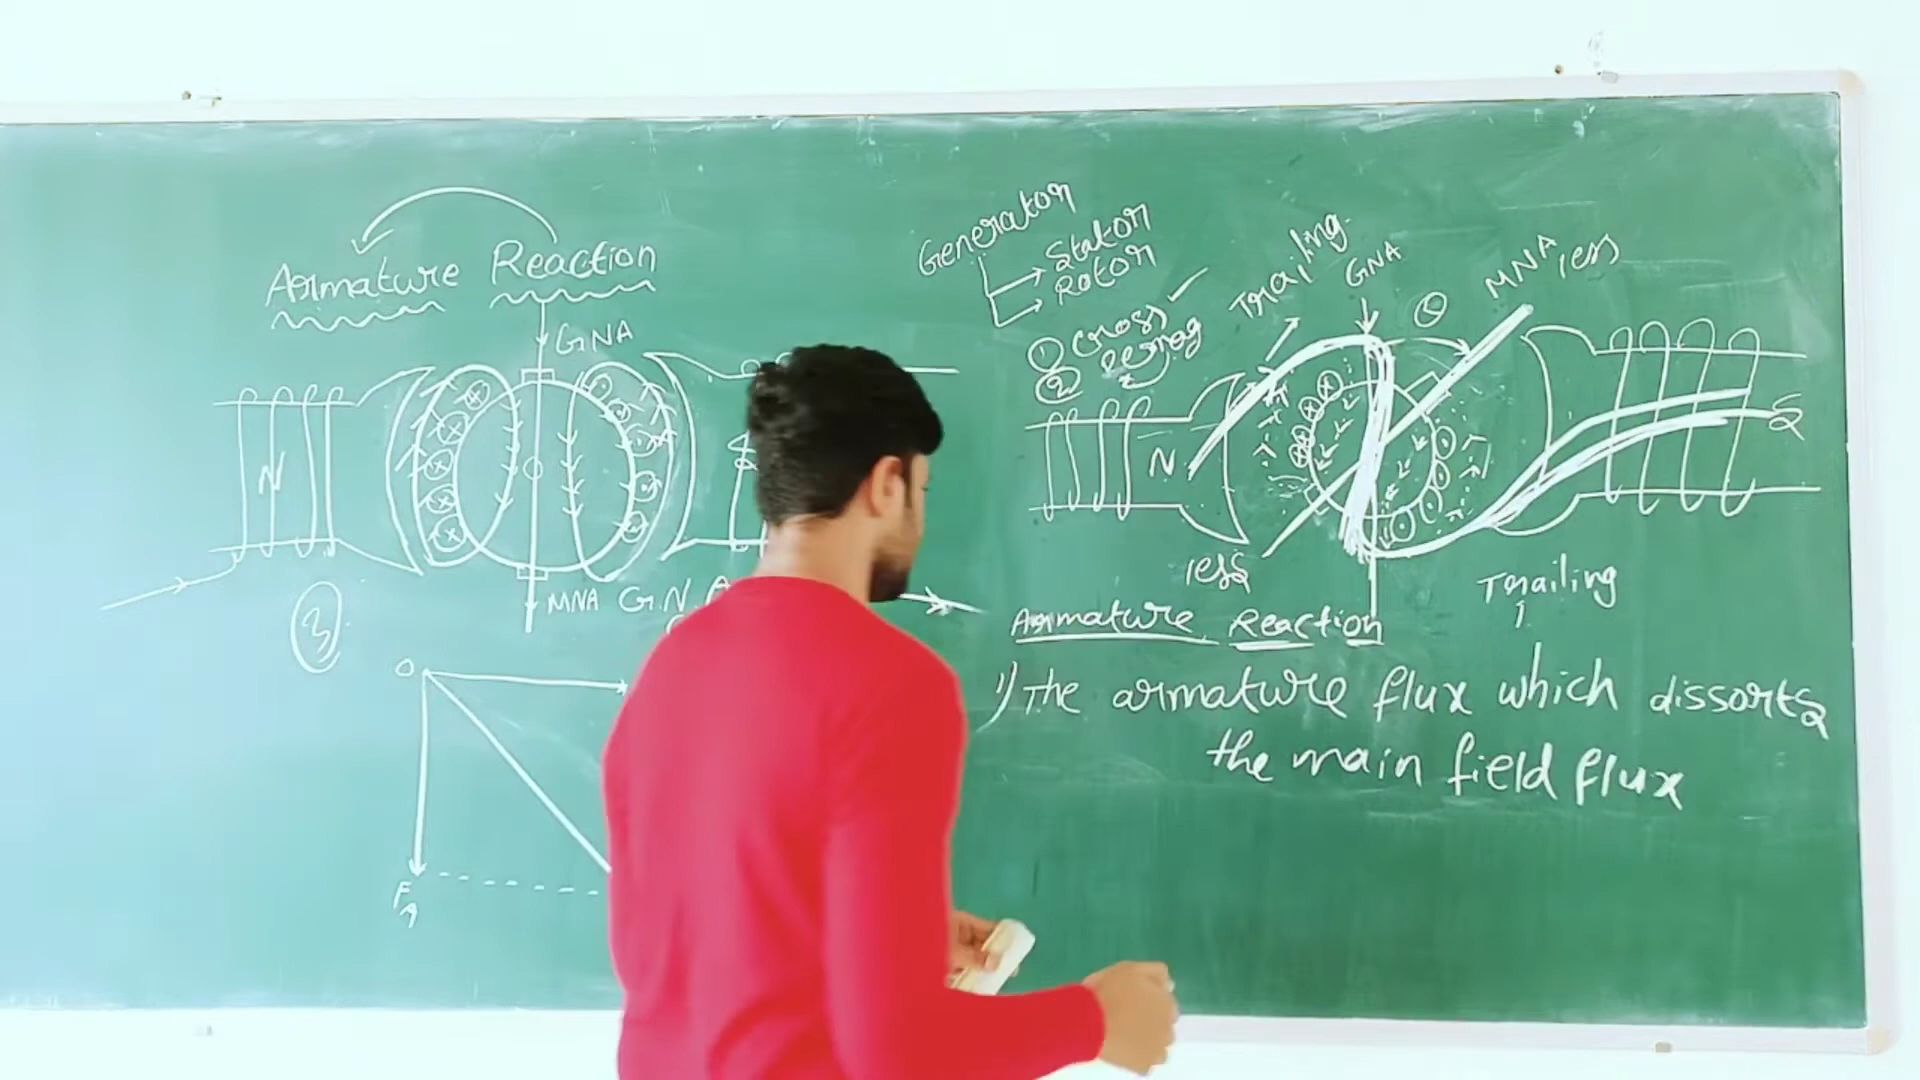 Armature Reaction
GNA
N
MNA G.N.A
3
O
F
A
Generator
Stator
Rotor
① Cross
② Demag
Trailing
GNA
MNA
less
N
S
less
Trailing
Armature Reaction
1) The armature flux which dissorts
the main field flux